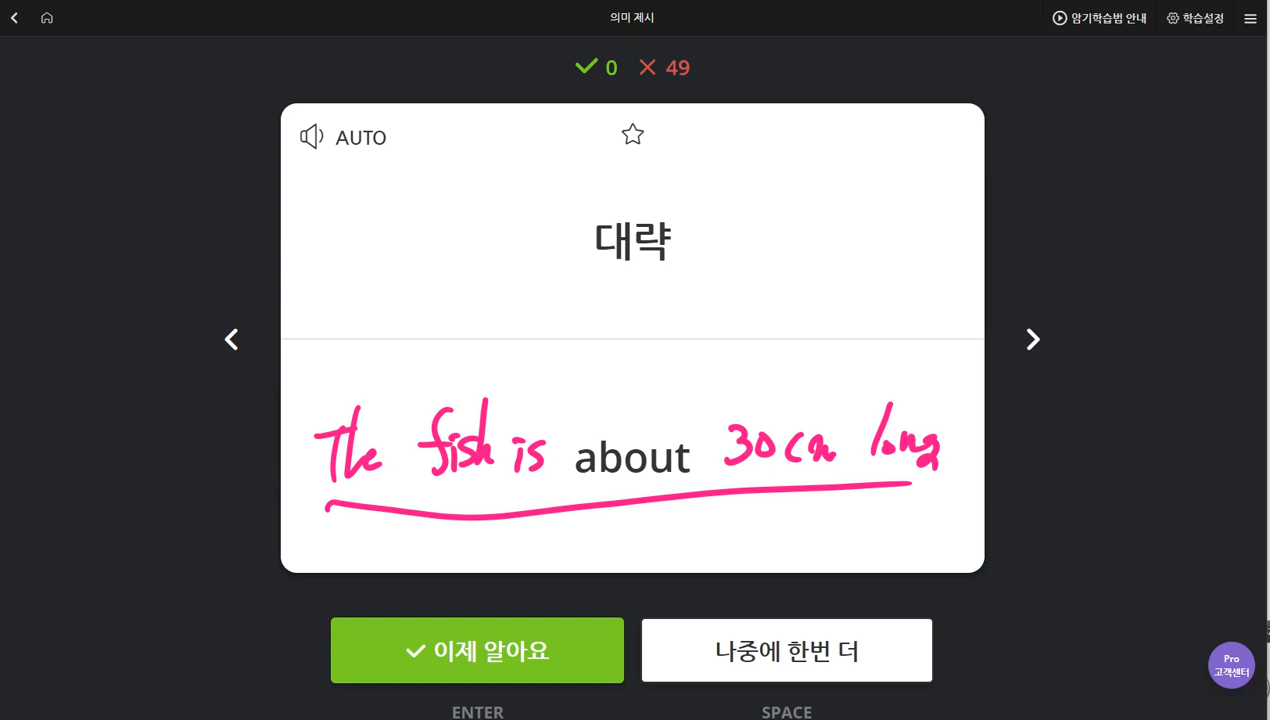 의미 제시
암기학습법 안내
학습설정
0 49
AUTO
대략
The fish is about 30cm long
이제 알아요
나중에 한번 더
ENTER
SPACE
Pro
고객센터